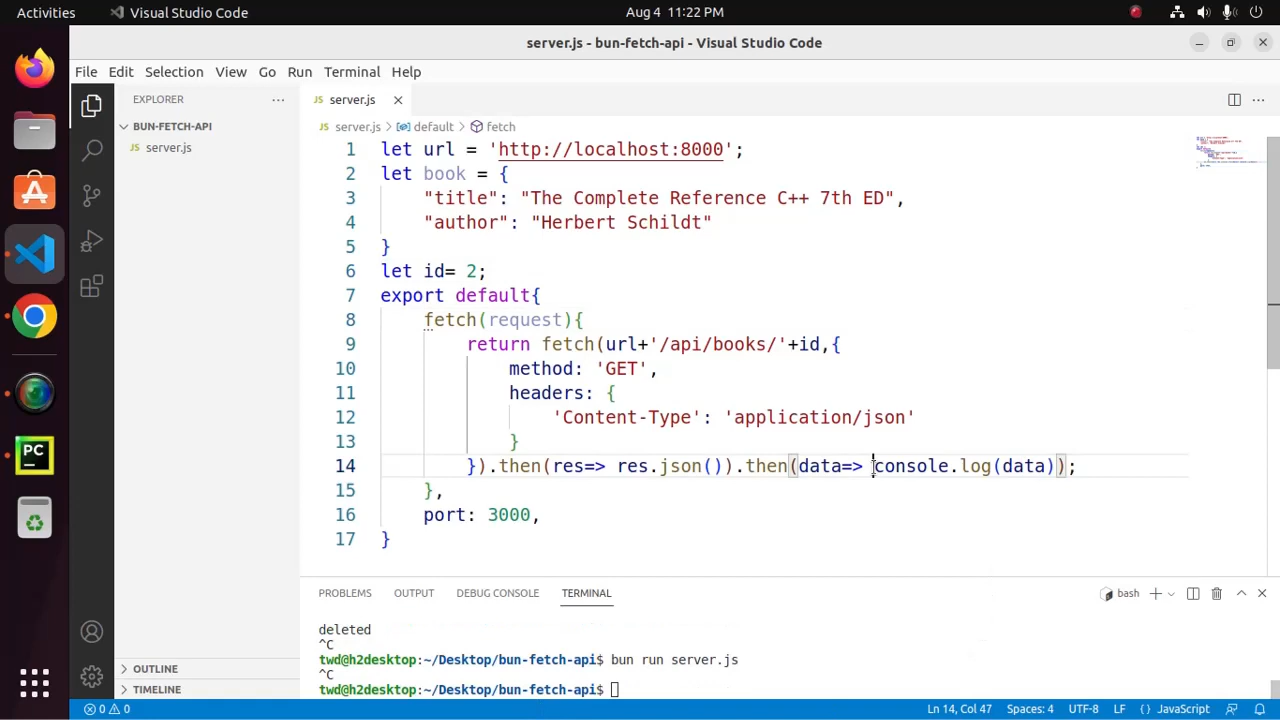 Activities
Visual Studio Code
Aug 4 11:22 PM
server.js - bun-fetch-api - Visual Studio Code
File Edit Selection View Go Run Terminal Help
EXPLORER
BUN-FETCH-API
JS server.js
OUTLINE
TIMELINE
JS server.js
JS server.js > default > fetch
1 let url = 'http://localhost:8000';
2 let book = {
3 "title": "The Complete Reference C++ 7th ED",
4 "author": "Herbert Schildt"
5 }
6 let id= 2;
7 export default{
8 fetch(request){
9 return fetch(url+'/api/books/'+id,{
10 method: 'GET',
11 headers: {
12 'Content-Type': 'application/json'
13 }
14 }).then(res=> res.json()).then(data=> console.log(data));
15 },
16 port: 3000,
17 }
PROBLEMS OUTPUT DEBUG CONSOLE TERMINAL
bash
deleted
^C
twd@h2desktop:~/Desktop/bun-fetch-api$ bun run server.js
^C
twd@h2desktop:~/Desktop/bun-fetch-api$
0 0
Ln 14, Col 47 Spaces: 4 UTF-8 LF {} JavaScript
PC